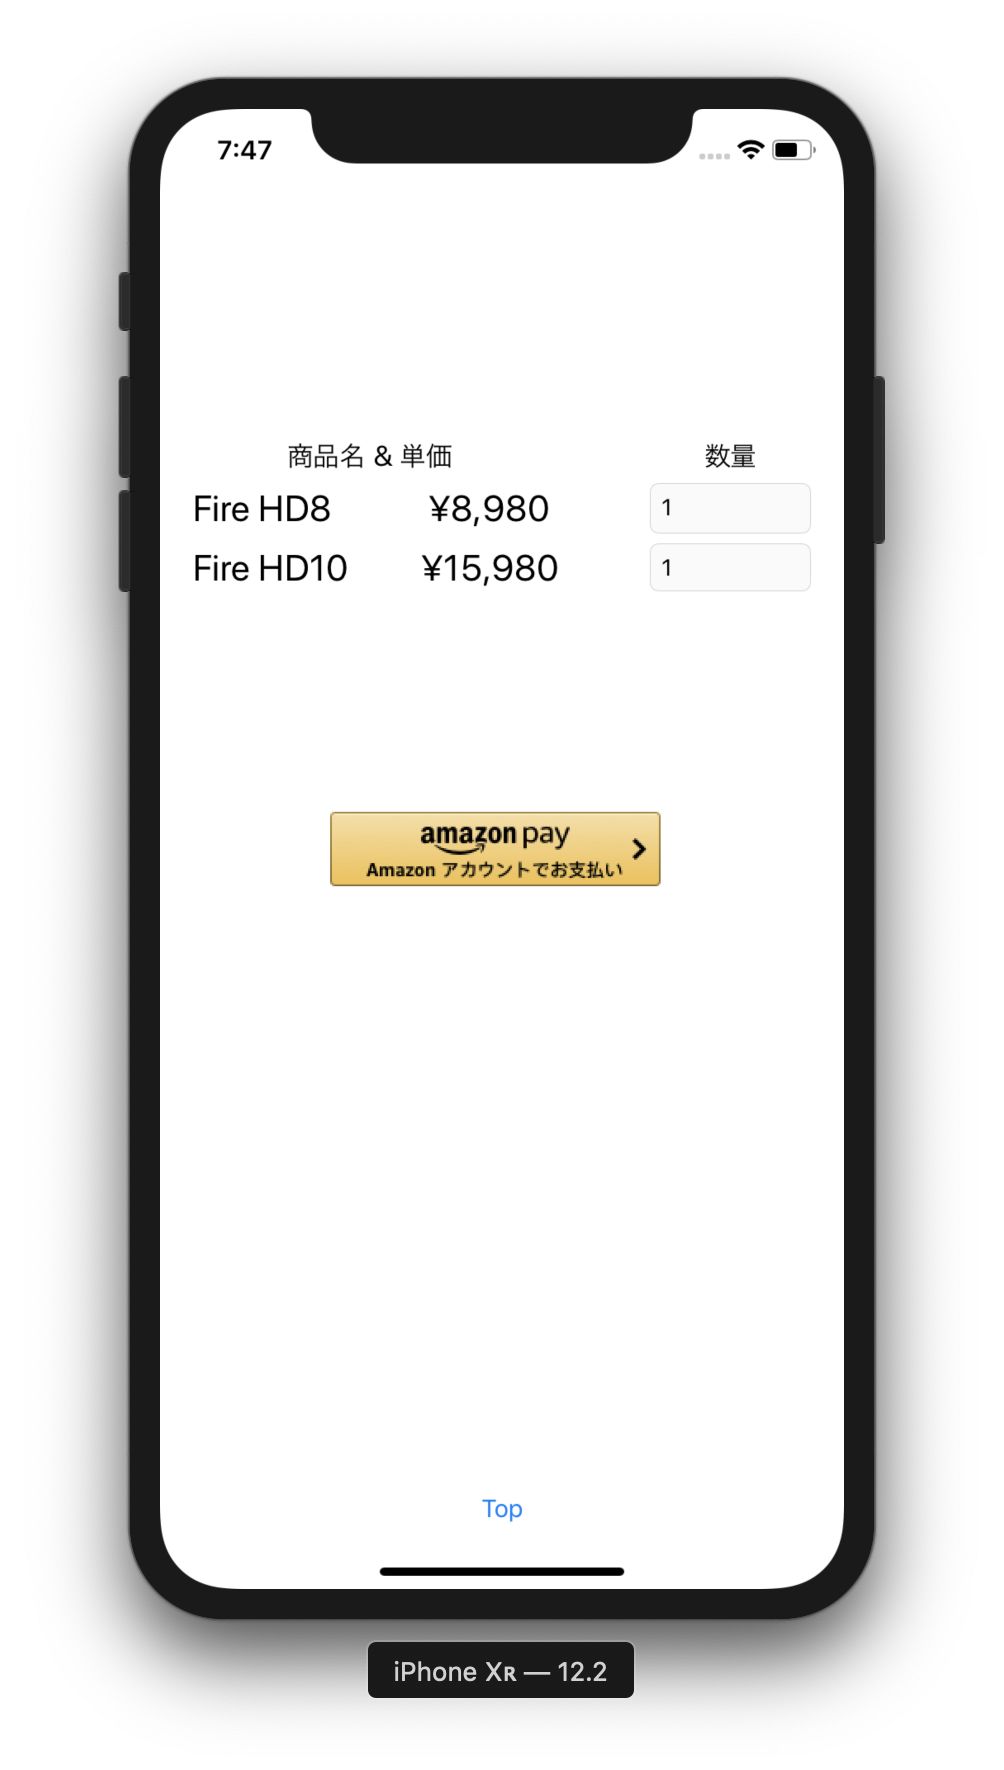 7:47
商品名 & 単価 数量
Fire HD8 ¥8,980 1
Fire HD10 ¥15,980 1
amazon pay
Amazon アカウントでお支払い
Top
iPhone Xʀ — 12.2